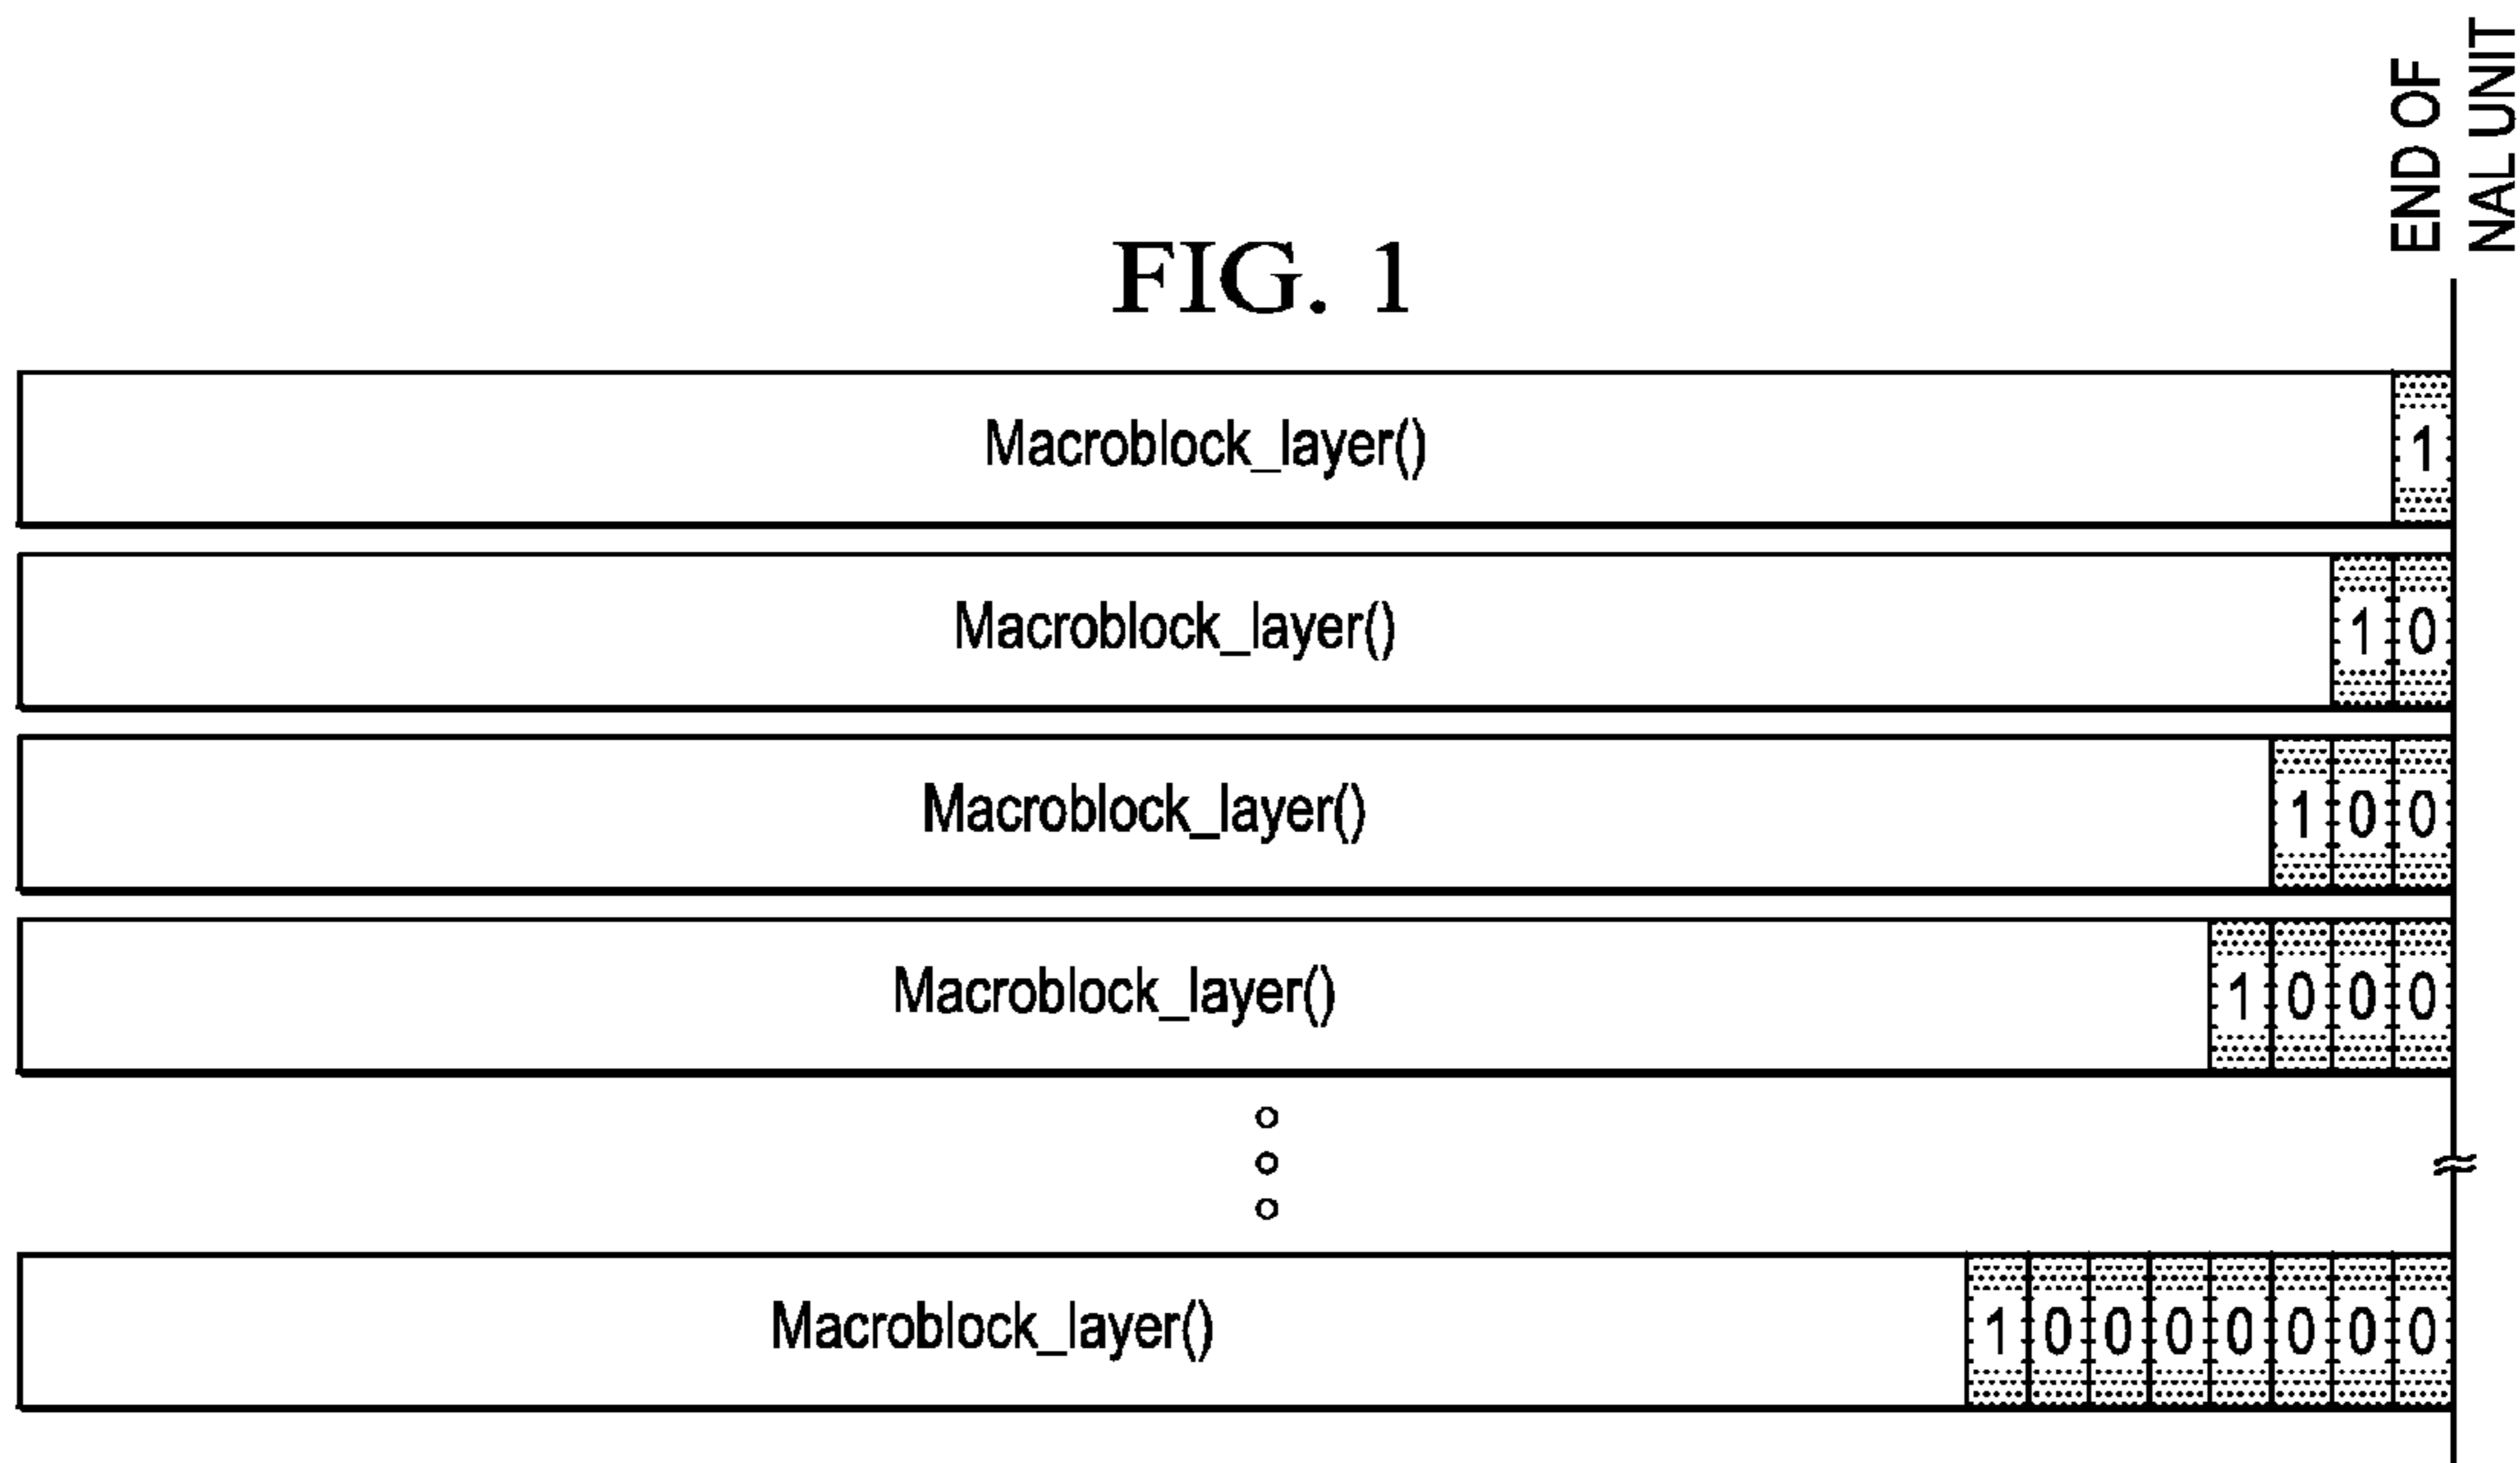 END OF
NAL UNIT
FIG. 1
Macroblock_layer() 1
Macroblock_layer() 1 0
Macroblock_layer() 1 0 0
Macroblock_layer() 1 0 0 0
Macroblock_layer() 1 0 0 0 0 0 0 0